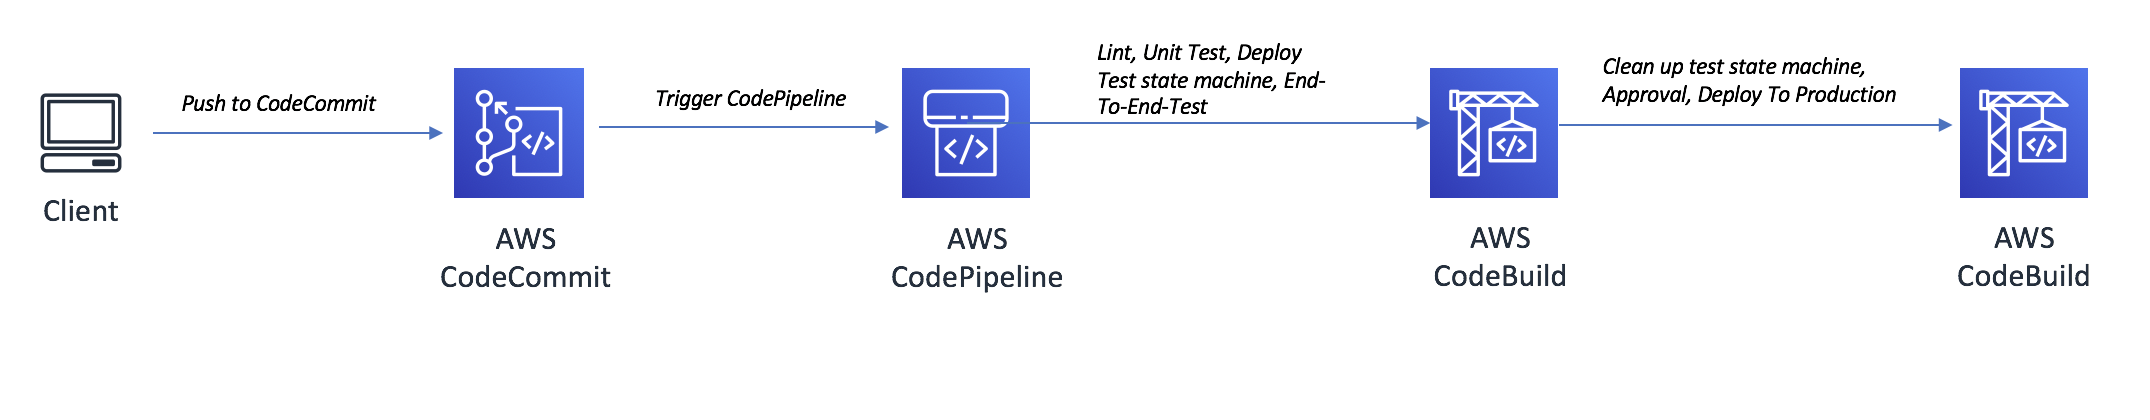 Push to CodeCommit
Trigger CodePipeline
Lint, Unit Test, Deploy
Test state machine, End-
To-End-Test
Clean up test state machine,
Approval, Deploy To Production
Client
AWS
CodeCommit
AWS
CodePipeline
AWS
CodeBuild
AWS
CodeBuild